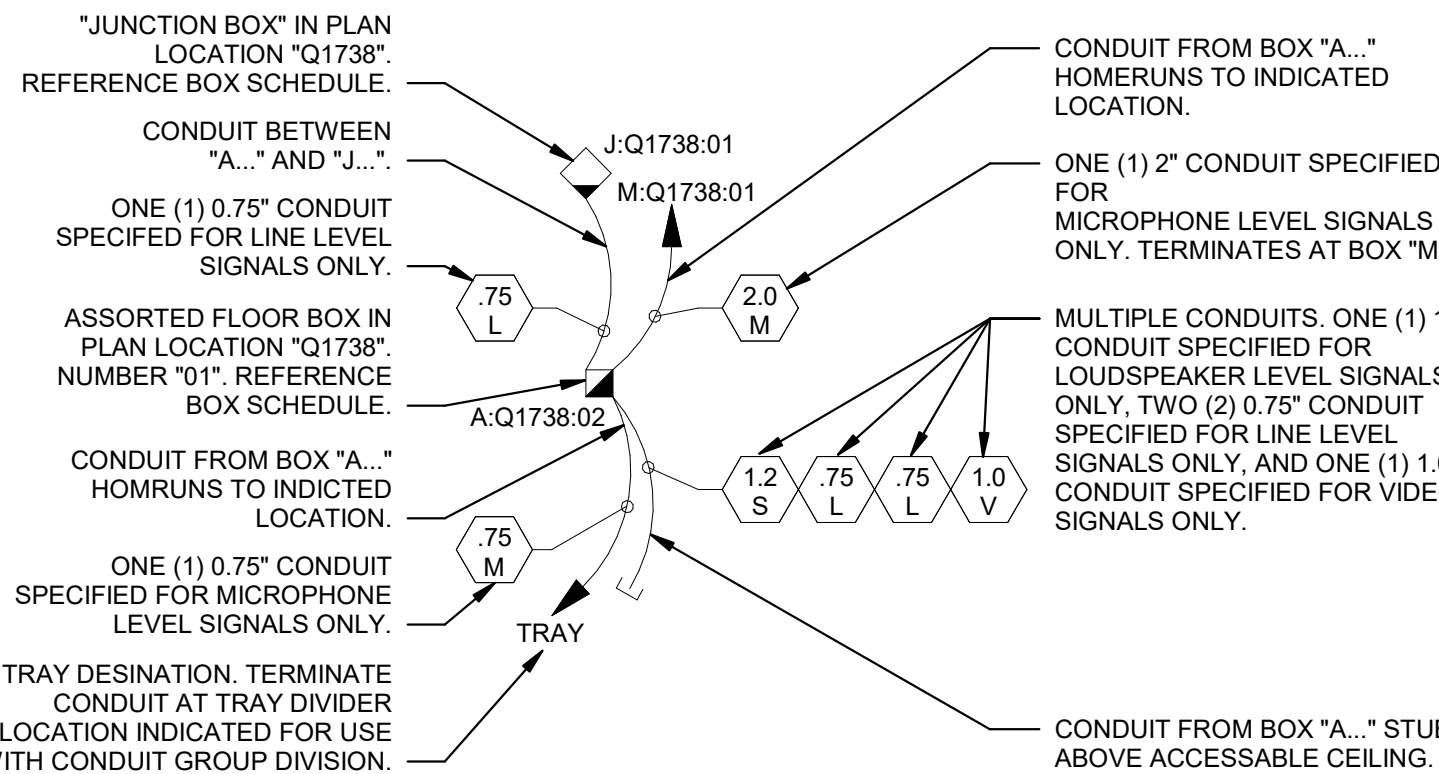 "JUNCTION BOX" IN PLAN
LOCATION "Q1738".
REFERENCE BOX SCHEDULE.
CONDUIT BETWEEN
"A..." AND "J...".
ONE (1) 0.75" CONDUIT
SPECIFED FOR LINE LEVEL
SIGNALS ONLY.
ASSORTED FLOOR BOX IN
PLAN LOCATION "Q1738".
NUMBER "01". REFERENCE
BOX SCHEDULE.
CONDUIT FROM BOX "A..."
HOMRUNS TO INDICTED
LOCATION.
ONE (1) 0.75" CONDUIT
SPECIFIED FOR MICROPHONE
LEVEL SIGNALS ONLY.
TRAY DESINATION. TERMINATE
CONDUIT AT TRAY DIVIDER
LOCATION INDICATED FOR USE
WITH CONDUIT GROUP DIVISION.
J:Q1738:01
M:Q1738:01
.75
L
2.0
M
A:Q1738:02
1.2
S
.75
L
.75
L
1.0
V
.75
M
TRAY
CONDUIT FROM BOX "A..."
HOMERUNS TO INDICATED
LOCATION.
ONE (1) 2" CONDUIT SPECIFIED
FOR
MICROPHONE LEVEL SIGNALS
ONLY. TERMINATES AT BOX "M
MULTIPLE CONDUITS. ONE (1) 1
CONDUIT SPECIFIED FOR
LOUDSPEAKER LEVEL SIGNALS
ONLY, TWO (2) 0.75" CONDUIT
SPECIFIED FOR LINE LEVEL
SIGNALS ONLY, AND ONE (1) 1.0
CONDUIT SPECIFIED FOR VIDE
SIGNALS ONLY.
CONDUIT FROM BOX "A..." STUB
ABOVE ACCESSABLE CEILING.